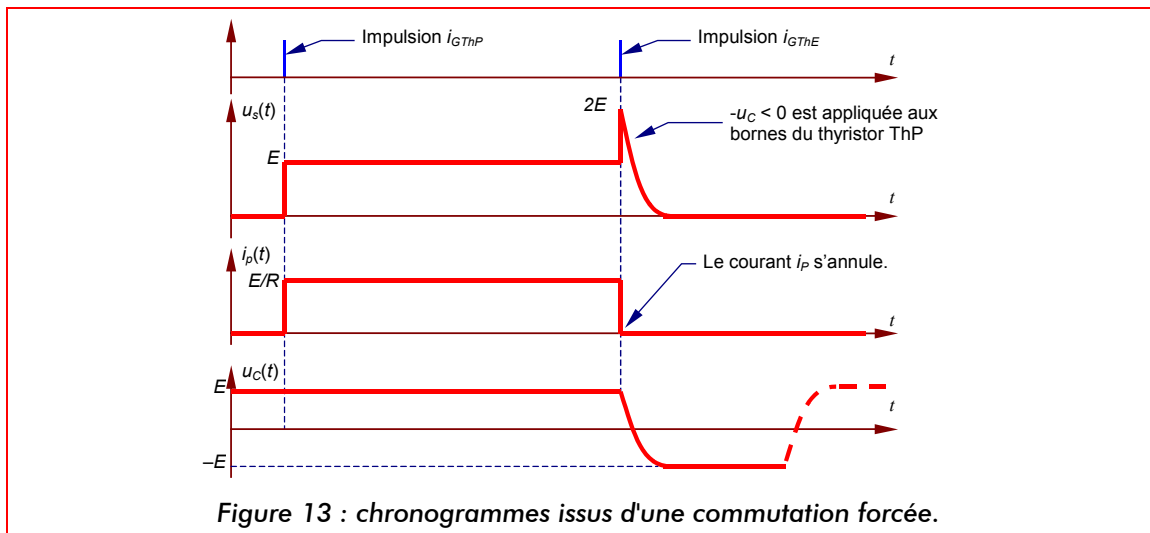 Impulsion iGThP
Impulsion iGThE
t
us(t)
2E
-uC < 0 est appliquée aux
bornes du thyristor ThP
E
t
ip(t)
E/R
Le courant iP s'annule.
t
E
uC(t)
t
–E
Figure 13 : chronogrammes issus d'une commutation forcée.